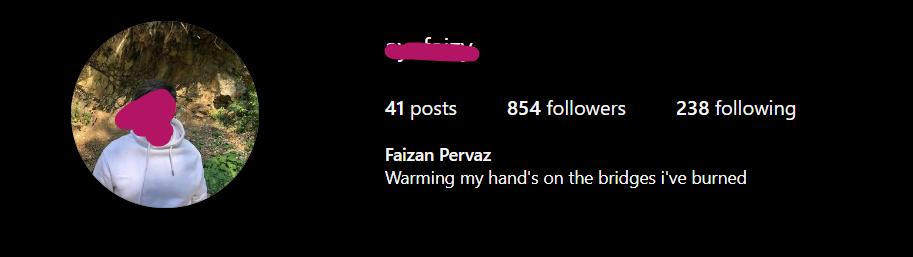 41 posts 854 followers 238 following
Faizan Pervaz
Warming my hand's on the bridges i've burned